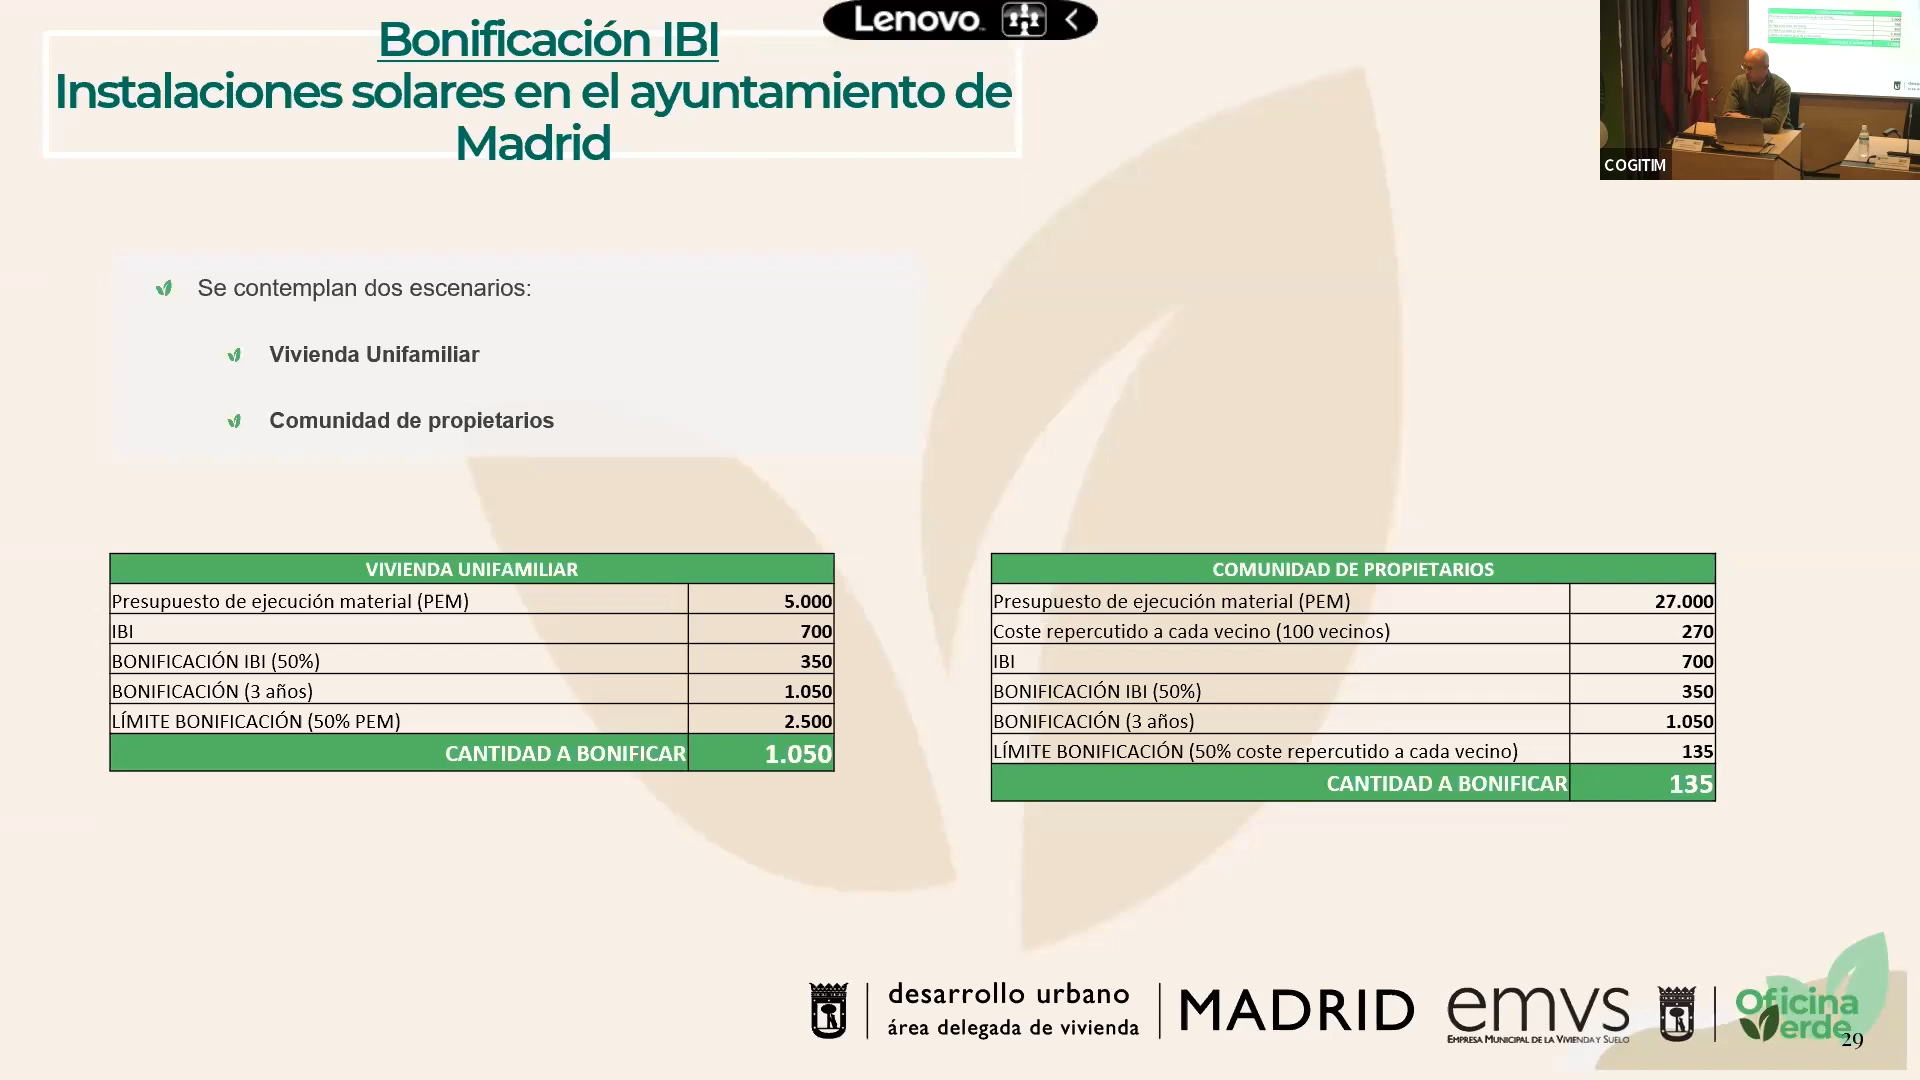 Lenovo
Bonificación IBI
Instalaciones solares en el ayuntamiento de
Madrid
COGITIM
Se contemplan dos escenarios:
Vivienda Unifamiliar
Comunidad de propietarios
VIVIENDA UNIFAMILIAR
Presupuesto de ejecución material (PEM) 5.000
IBI 700
BONIFICACIÓN IBI (50%) 350
BONIFICACIÓN (3 años) 1.050
LÍMITE BONIFICACIÓN (50% PEM) 2.500
CANTIDAD A BONIFICAR 1.050
COMUNIDAD DE PROPIETARIOS
Presupuesto de ejecución material (PEM) 27.000
Coste repercutido a cada vecino (100 vecinos) 270
IBI 700
BONIFICACIÓN IBI (50%) 350
BONIFICACIÓN (3 años) 1.050
LÍMITE BONIFICACIÓN (50% coste repercutido a cada vecino) 135
CANTIDAD A BONIFICAR 135
desarrollo urbano
área delegada de vivienda
MADRID
emvs
EMPRESA MUNICIPAL DE LA VIVIENDA Y SUELO
Oficina
Verde
29